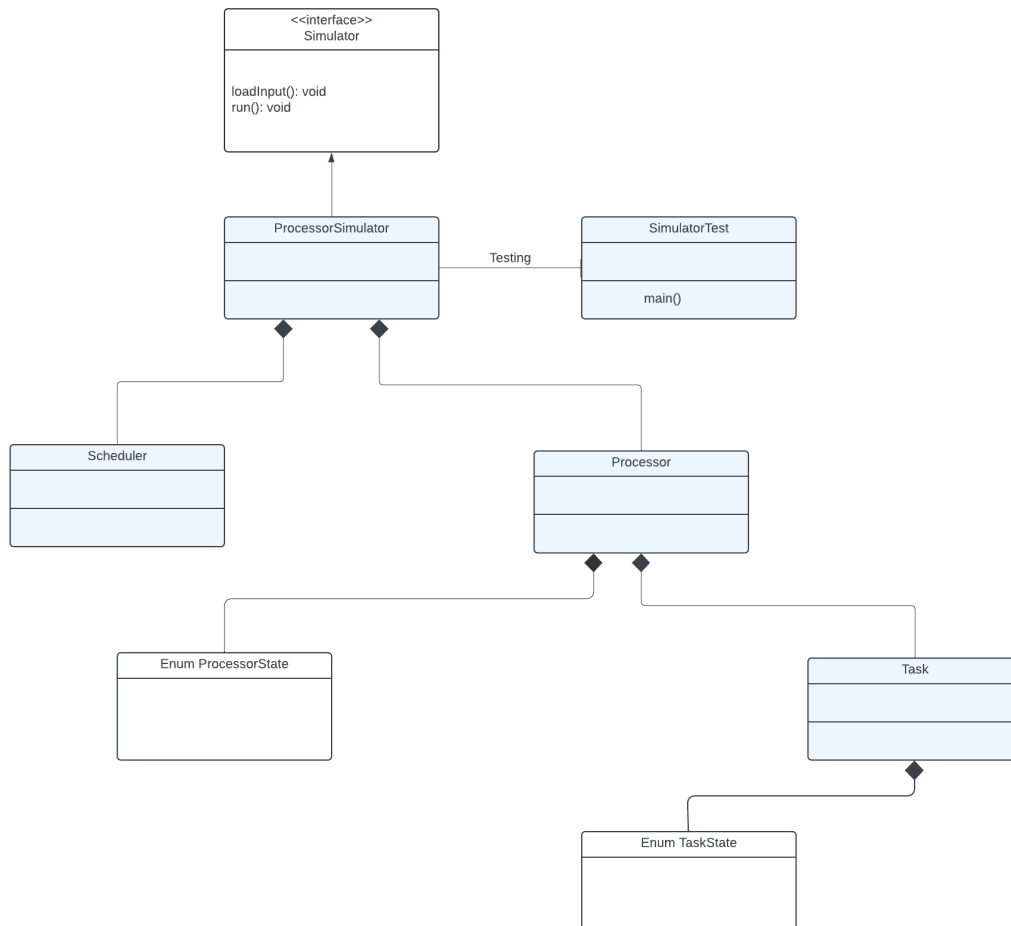 <<interface>>
Simulator
loadInput(): void
run(): void
ProcessorSimulator
SimulatorTest
Testing
main()
Scheduler
Processor
Enum ProcessorState
Task
Enum TaskState